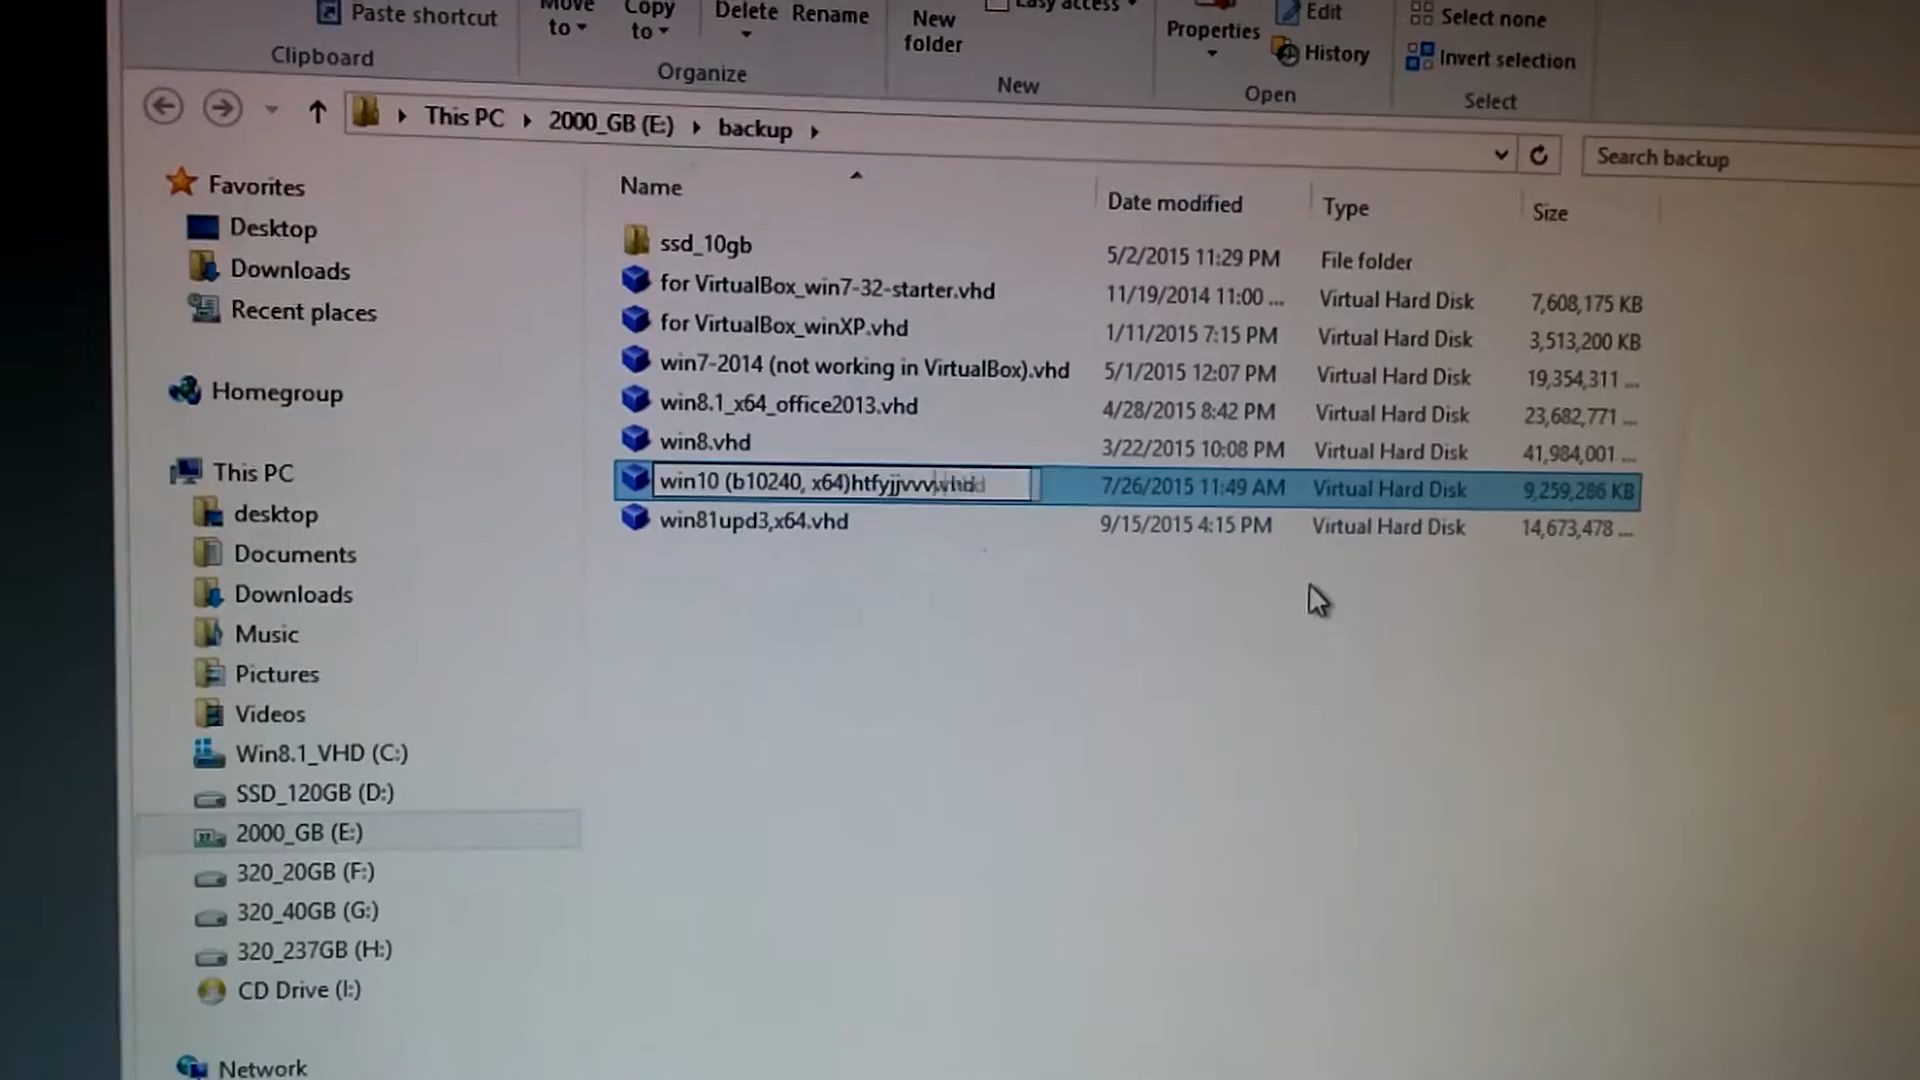 Paste shortcut
Move to
Copy to
Delete
Rename
New folder
Easy access
Properties
Edit
History
Select none
Invert selection
Clipboard
Organize
New
Open
Select
This PC
2000_GB (E:)
backup
Search backup
Name
Date modified
Type
Size
ssd_10gb 5/2/2015 11:29 PM File folder
for VirtualBox_win7-32-starter.vhd 11/19/2014 11:00 ... Virtual Hard Disk 7,608,175 KB
for VirtualBox_winXP.vhd 1/11/2015 7:15 PM Virtual Hard Disk 3,513,200 KB
win7-2014 (not working in VirtualBox).vhd 5/1/2015 12:07 PM Virtual Hard Disk 19,354,311 ...
win8.1_x64_office2013.vhd 4/28/2015 8:42 PM Virtual Hard Disk 23,682,771 ...
win8.vhd 3/22/2015 10:08 PM Virtual Hard Disk 41,984,001 ...
win10 (b10240, x64) 7/26/2015 11:49 AM Virtual Hard Disk 9,259,286 KB
win81upd3,x64.vhd 9/15/2015 4:15 PM Virtual Hard Disk 14,673,478 ...
Favorites
Desktop
Downloads
Recent places
Homegroup
This PC
desktop
Documents
Downloads
Music
Pictures
Videos
Win8.1_VHD (C:)
SSD_120GB (D:)
2000_GB (E:)
320_20GB (F:)
320_40GB (G:)
320_237GB (H:)
CD Drive (I:)
Network